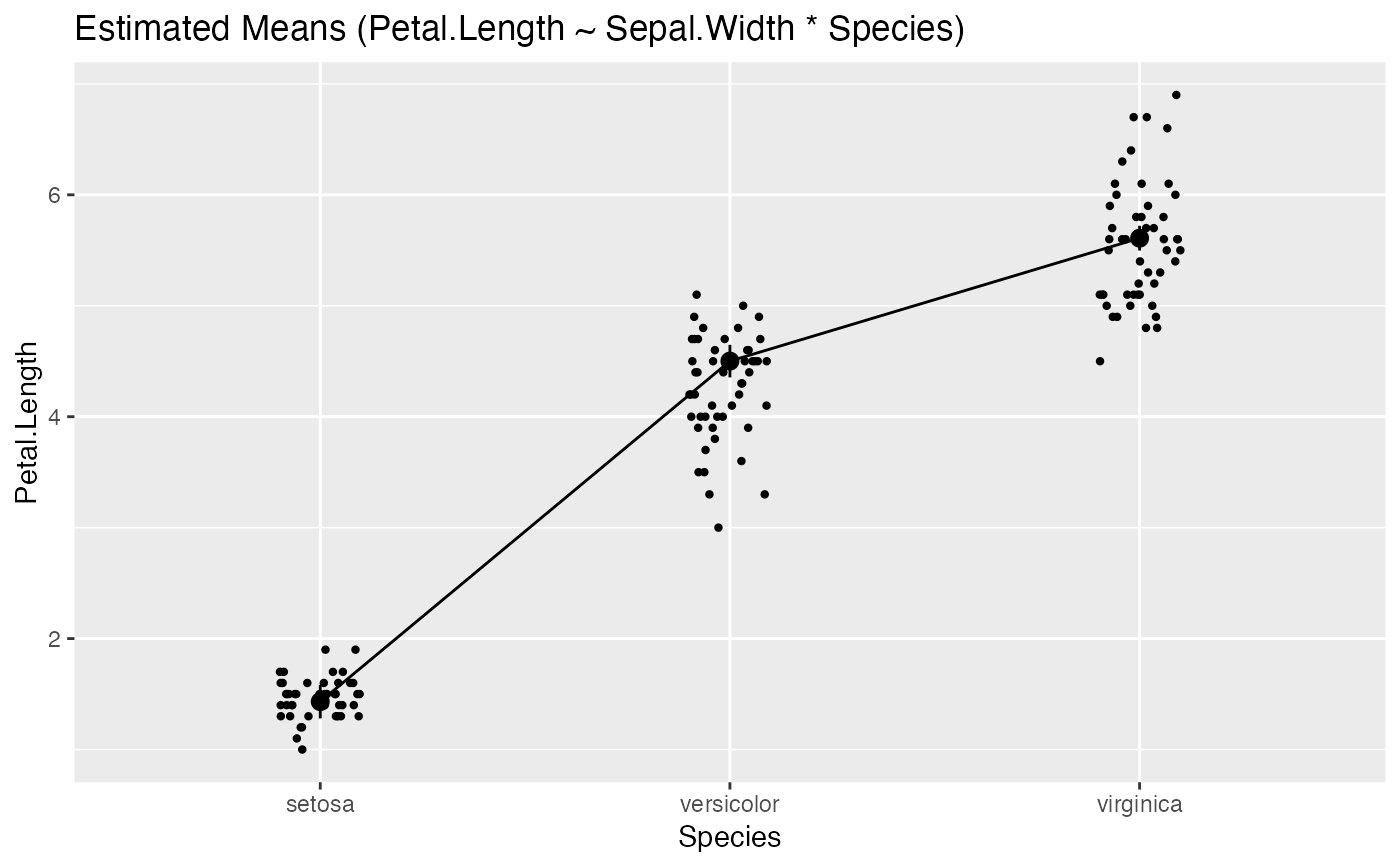 Estimated Means (Petal.Length ~ Sepal.Width * Species)
Petal.Length
6
4
2
setosa versicolor virginica
Species